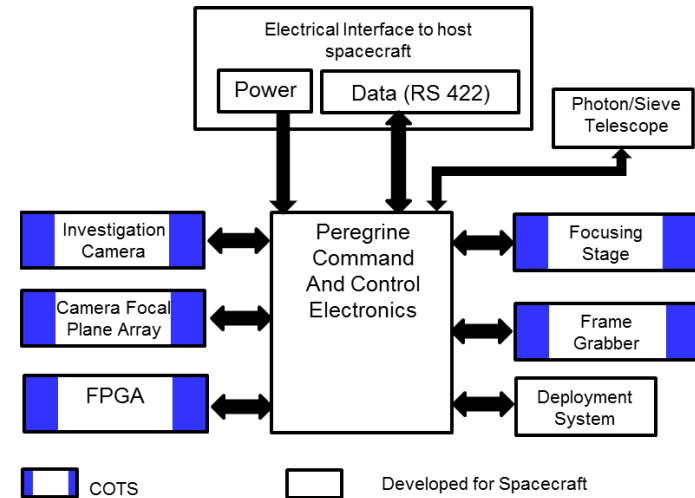 Electrical Interface to host
spacecraft
Power
Data (RS 422)
Photon/Sieve
Telescope
Investigation
Camera
Peregrine
Command
And Control
Electronics
Focusing
Stage
Camera Focal
Plane Array
Frame
Grabber
FPGA
Deployment
System
COTS
Developed for Spacecraft